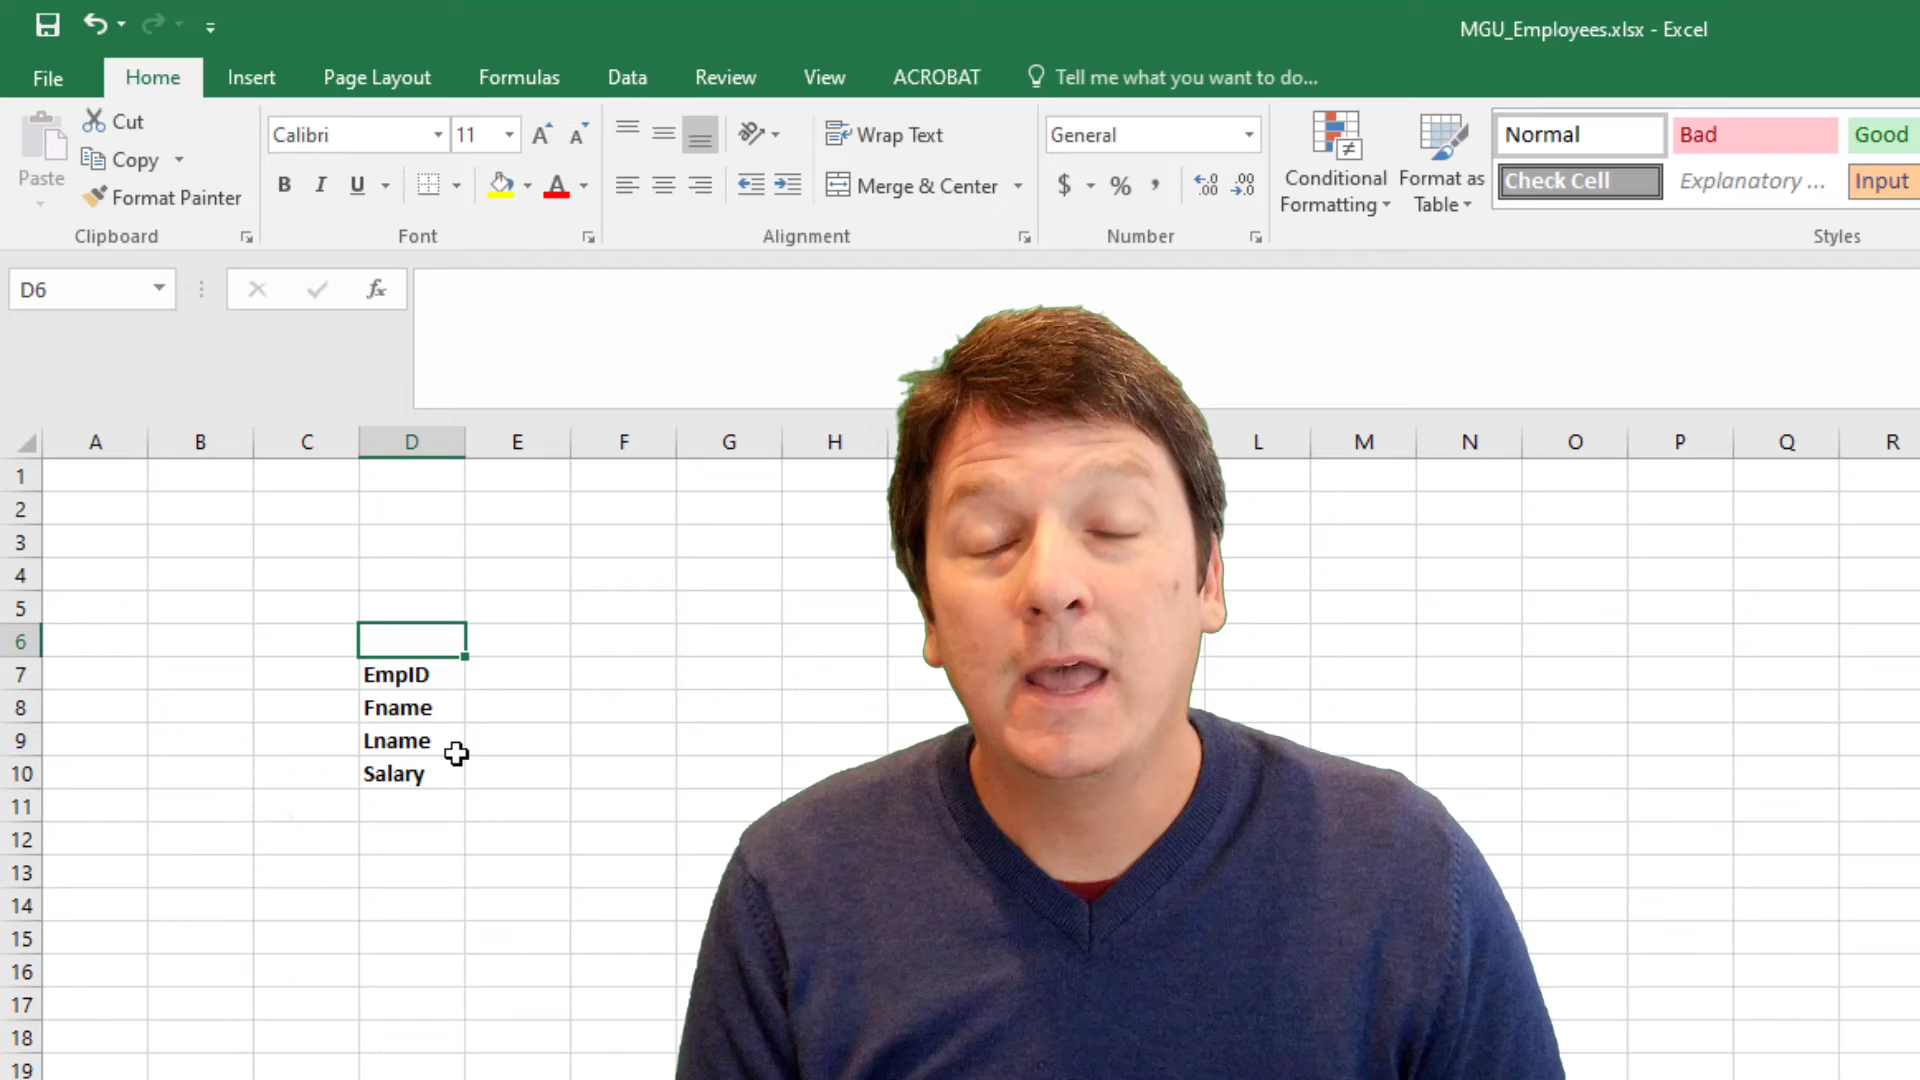 MGU_Employees.xlsx - Excel
File Home Insert Page Layout Formulas Data Review View ACROBAT Tell me what you want to do...
Paste
Cut
Copy
Format Painter
Clipboard
Calibri 11
B I U A
Font
Wrap Text
Merge & Center
Alignment
General
$ % ,
Number
Conditional Formatting
Format as Table
Normal Bad Good
Check Cell Explanatory ... Input
Styles
D6 fx
A B C D E F G H L M N O P Q R
1
2
3
4
5
6
7 EmpID
8 Fname
9 Lname
10 Salary
11
12
13
14
15
16
17
18
19